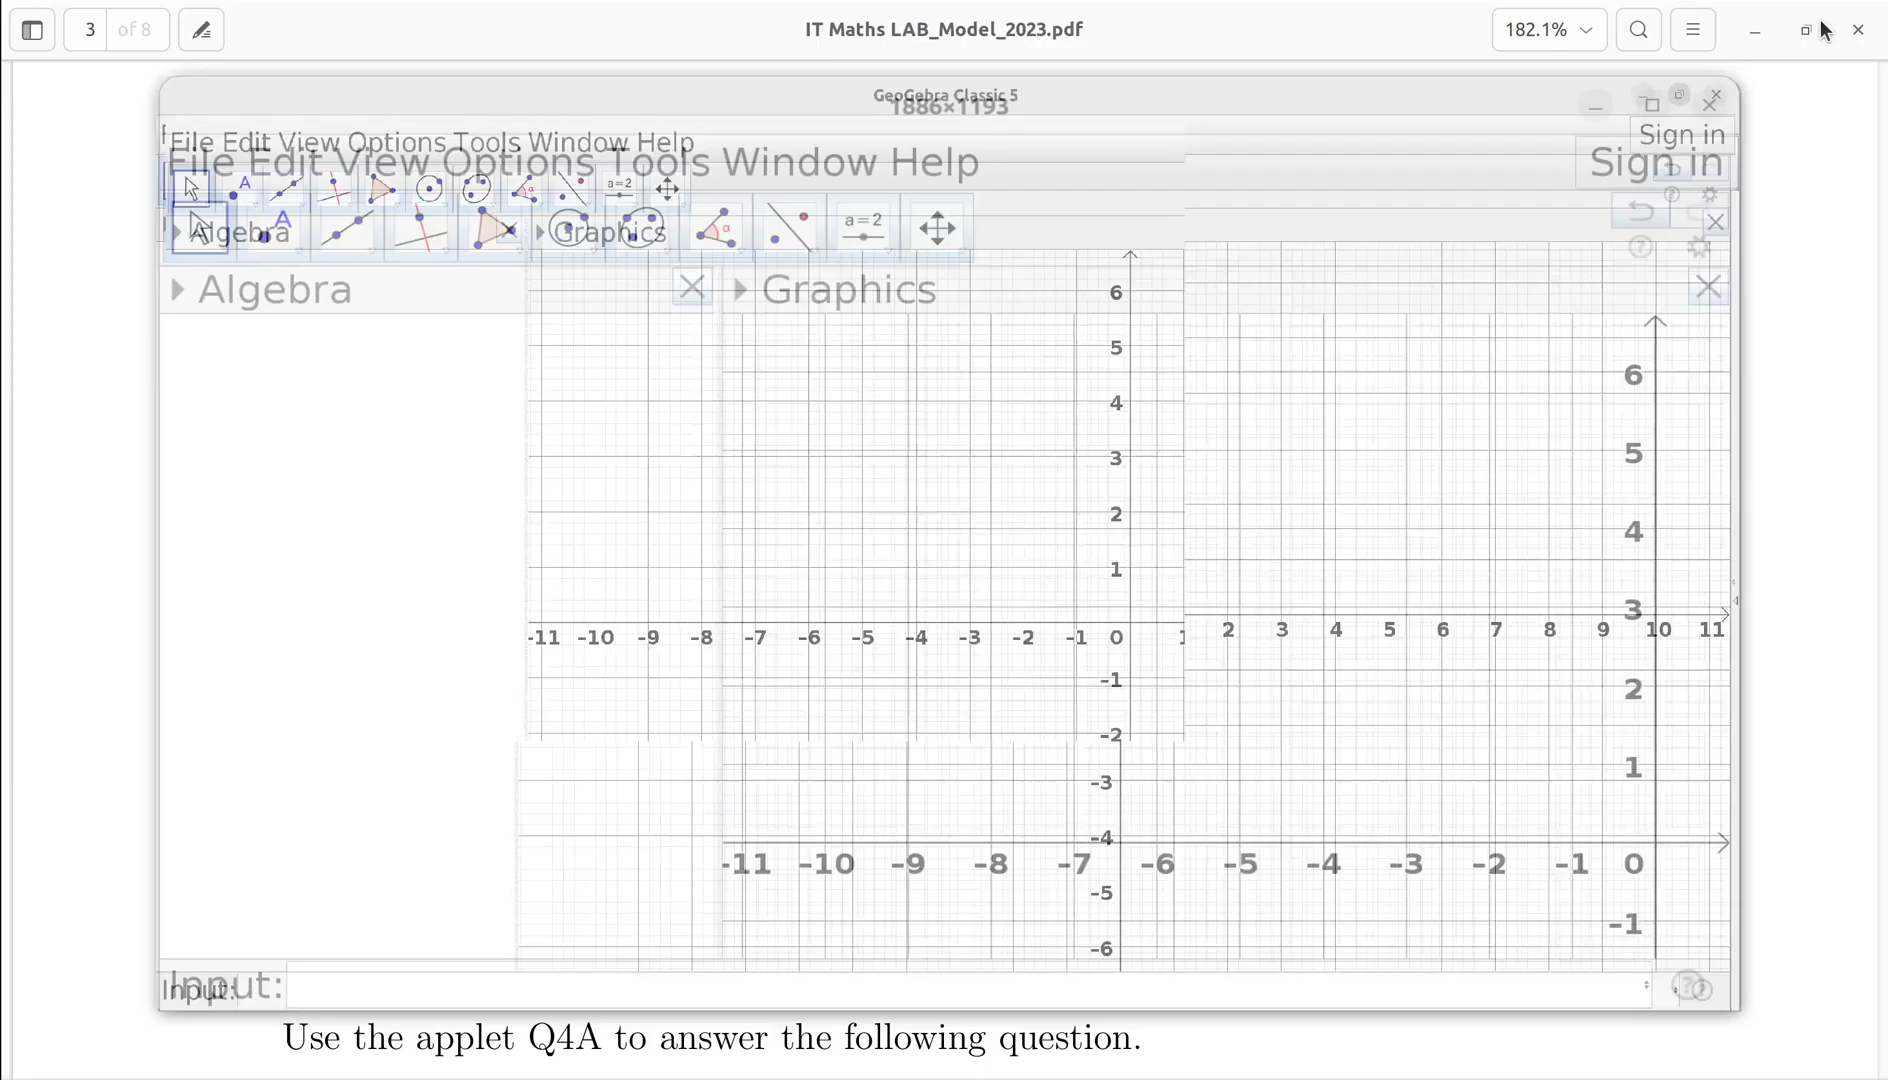 3 of 8
IT Maths LAB_Model_2023.pdf
182.1%
GeoGebra Classic 5
1886×1193
File Edit View Options Tools Window Help
Sign in
File Edit View Options Tools Window Help
Sign in
A
α
a=2
A
α
a=2
Algebra
Graphics
Algebra
Graphics
6
5
4
3
2
1
-11 -10 -9 -8 -7 -6 -5 -4 -3 -2 -1 0 1 2 3 4 5 6 7 8 9 10 11
-1
-2
-3
-4
-5
-6
6
5
4
3
2
1
-11 -10 -9 -8 -7 -6 -5 -4 -3 -2 -1 0
-1
Input:
Input:
Use the applet Q4A to answer the following question.